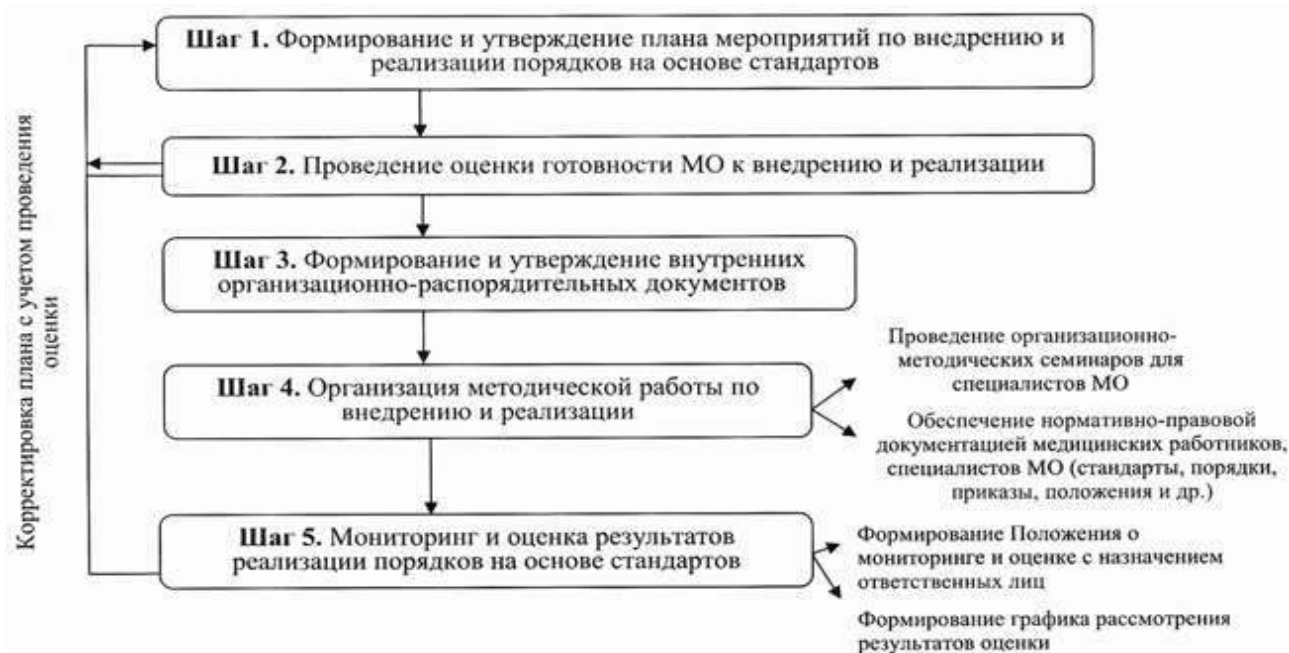 Шаг 1. Формирование и утверждение плана мероприятий по внедрению и
реализации порядков на основе стандартов
Шаг 2. Проведение оценки готовности МО к внедрению и реализации
Шаг 3. Формирование и утверждение внутренних
организационно-распорядительных документов
Шаг 4. Организация методической работы по
внедрению и реализации
Проведение организационно-
методических семинаров для
специалистов МО
Обеспечение нормативно-правовой
документацией медицинских работников,
специалистов МО (стандарты, порядки,
приказы, положения и др.)
Шаг 5. Мониторинг и оценка результатов
реализации порядков на основе стандартов
Формирование Положения о
мониторинге и оценке с назначением
ответственных лиц
Формирование графика рассмотрения
результатов оценки
Корректировка плана с учетом проведения
оценки